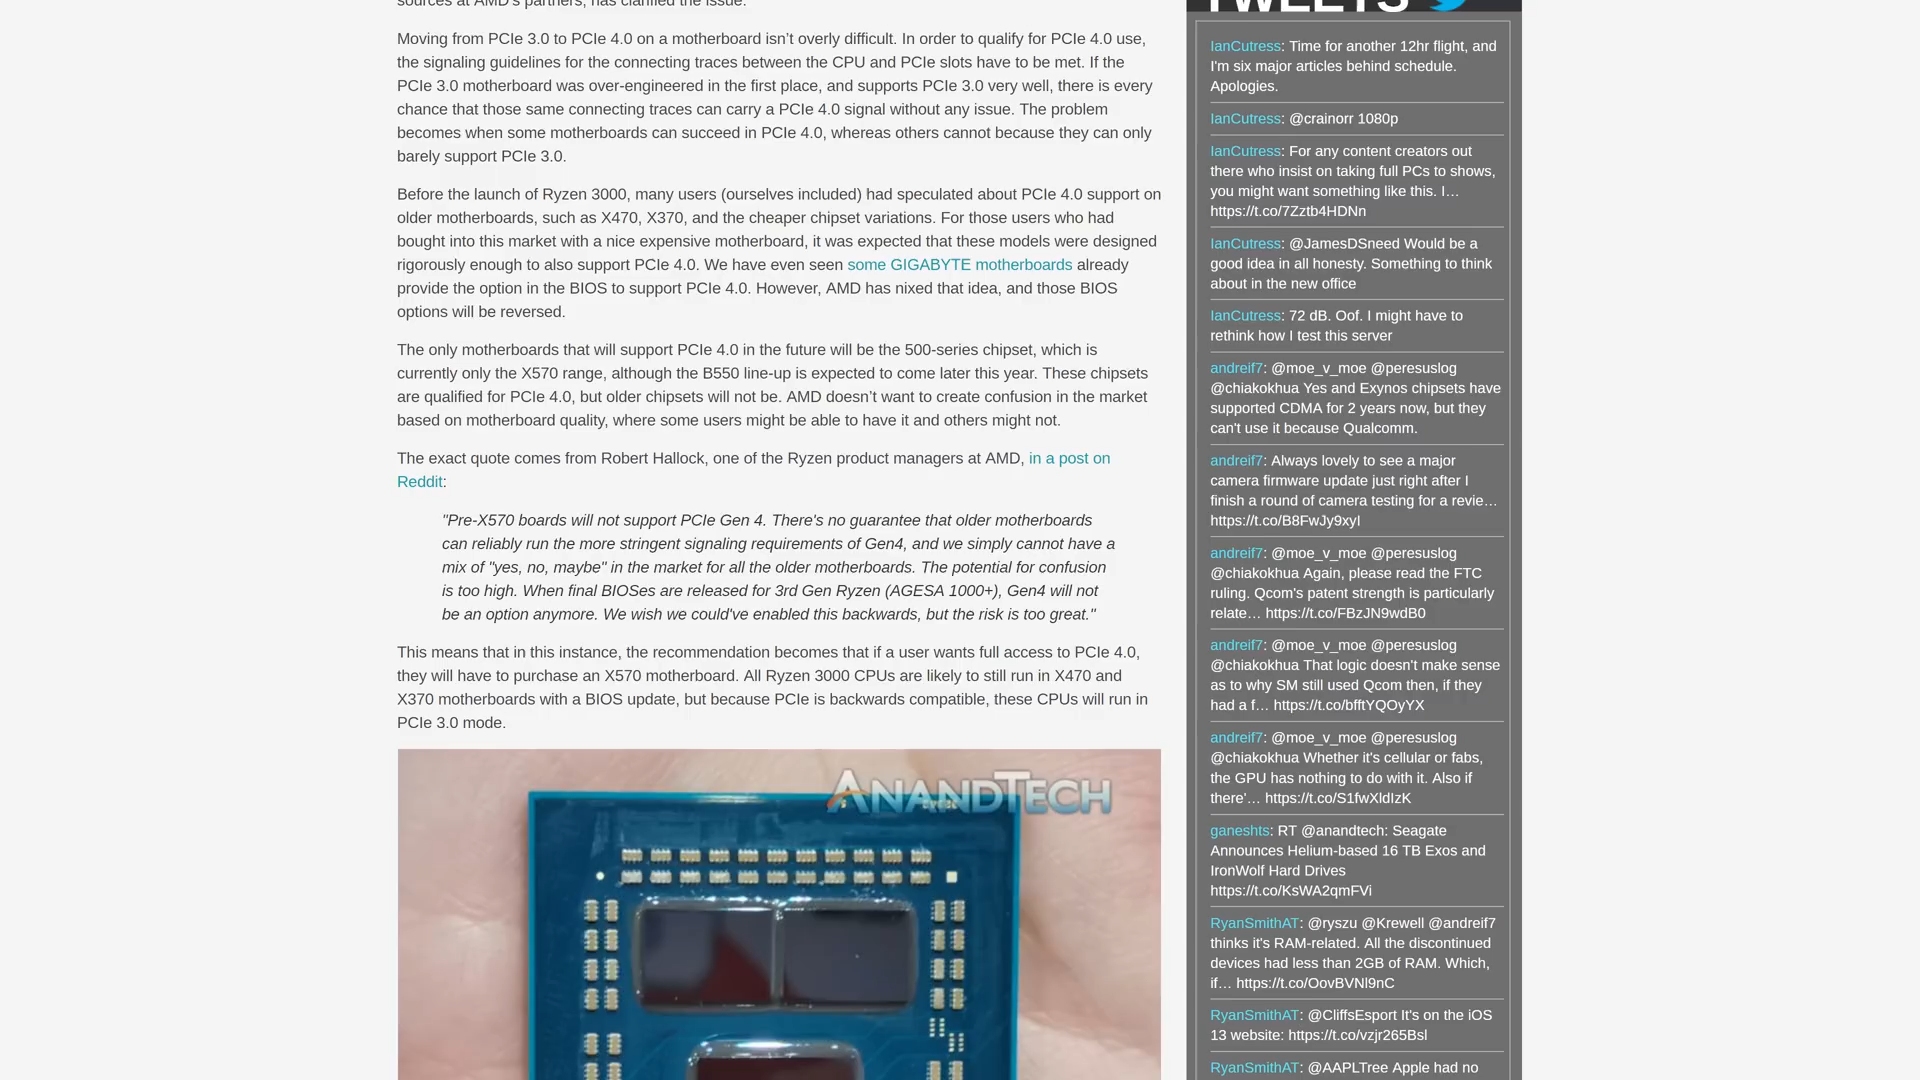 sources at AMD's partners, has clarified the issue.
Moving from PCIe 3.0 to PCIe 4.0 on a motherboard isn’t overly difficult. In order to qualify for PCIe 4.0 use,
the signaling guidelines for the connecting traces between the CPU and PCIe slots have to be met. If the
PCIe 3.0 motherboard was over-engineered in the first place, and supports PCIe 3.0 very well, there is every
chance that those same connecting traces can carry a PCIe 4.0 signal without any issue. The problem
becomes when some motherboards can succeed in PCIe 4.0, whereas others cannot because they can only
barely support PCIe 3.0.
Before the launch of Ryzen 3000, many users (ourselves included) had speculated about PCIe 4.0 support on
older motherboards, such as X470, X370, and the cheaper chipset variations. For those users who had
bought into this market with a nice expensive motherboard, it was expected that these models were designed
rigorously enough to also support PCIe 4.0. We have even seen some GIGABYTE motherboards already
provide the option in the BIOS to support PCIe 4.0. However, AMD has nixed that idea, and those BIOS
options will be reversed.
The only motherboards that will support PCIe 4.0 in the future will be the 500-series chipset, which is
currently only the X570 range, although the B550 line-up is expected to come later this year. These chipsets
are qualified for PCIe 4.0, but older chipsets will not be. AMD doesn’t want to create confusion in the market
based on motherboard quality, where some users might be able to have it and others might not.
The exact quote comes from Robert Hallock, one of the Ryzen product managers at AMD, in a post on
Reddit:
"Pre-X570 boards will not support PCIe Gen 4. There's no guarantee that older motherboards
can reliably run the more stringent signaling requirements of Gen4, and we simply cannot have a
mix of "yes, no, maybe" in the market for all the older motherboards. The potential for confusion
is too high. When final BIOSes are released for 3rd Gen Ryzen (AGESA 1000+), Gen4 will not
be an option anymore. We wish we could've enabled this backwards, but the risk is too great."
This means that in this instance, the recommendation becomes that if a user wants full access to PCIe 4.0,
they will have to purchase an X570 motherboard. All Ryzen 3000 CPUs are likely to still run in X470 and
X370 motherboards with a BIOS update, but because PCIe is backwards compatible, these CPUs will run in
PCIe 3.0 mode.
ANANDTECH
TWEETS
IanCutress: Time for another 12hr flight, and
I'm six major articles behind schedule.
Apologies.
IanCutress: @crainorr 1080p
IanCutress: For any content creators out
there who insist on taking full PCs to shows,
you might want something like this. I…
https://t.co/7Zztb4HDNn
IanCutress: @JamesDSneed Would be a
good idea in all honesty. Something to think
about in the new office
IanCutress: 72 dB. Oof. I might have to
rethink how I test this server
andreif7: @moe_v_moe @peresuslog
@chiakokhua Yes and Exynos chipsets have
supported CDMA for 2 years now, but they
can't use it because Qualcomm.
andreif7: Always lovely to see a major
camera firmware update just right after I
finish a round of camera testing for a revie…
https://t.co/B8FwJy9xyI
andreif7: @moe_v_moe @peresuslog
@chiakokhua Again, please read the FTC
ruling. Qcom's patent strength is particularly
relate… https://t.co/FBzJN9wdB0
andreif7: @moe_v_moe @peresuslog
@chiakokhua That logic doesn't make sense
as to why SM still used Qcom then, if they
had a f… https://t.co/bfftYQOyYX
andreif7: @moe_v_moe @peresuslog
@chiakokhua Whether it's cellular or fabs,
the GPU has nothing to do with it. Also if
there'… https://t.co/S1fwXldIzK
ganeshts: RT @anandtech: Seagate
Announces Helium-based 16 TB Exos and
IronWolf Hard Drives
https://t.co/KsWA2qmFVi
RyanSmithAT: @ryszu @Krewell @andreif7
thinks it's RAM-related. All the discontinued
devices had less than 2GB of RAM. Which,
if… https://t.co/OovBVNl9nC
RyanSmithAT: @CliffsEsport It's on the iOS
13 website: https://t.co/vzjr265Bsl
RyanSmithAT: @AAPLTree Apple had no